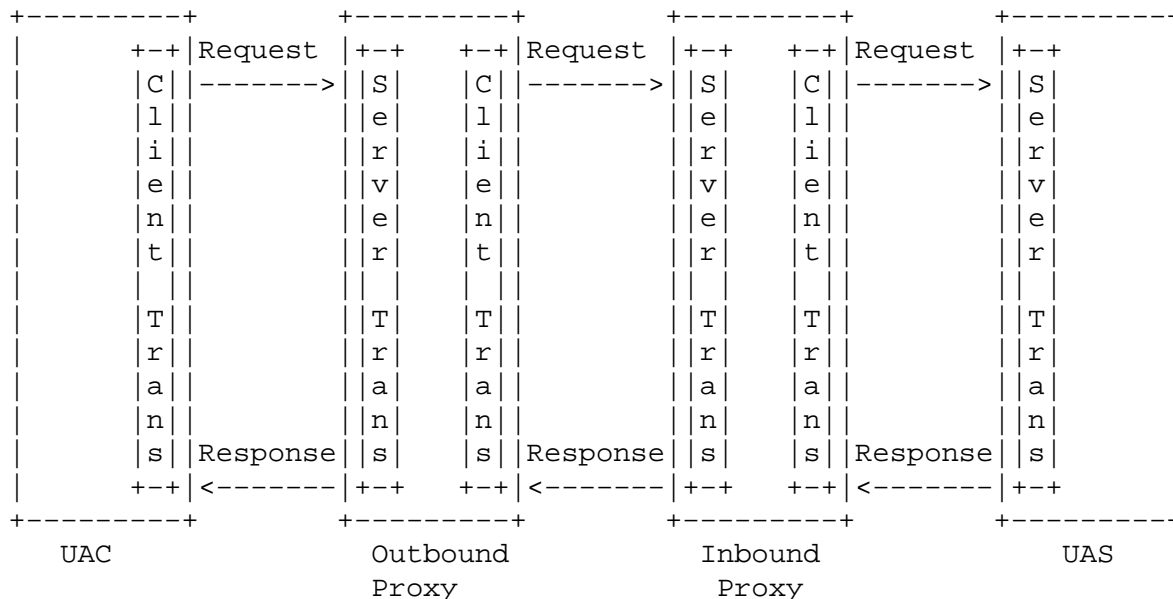 +---------+ +---------+ +---------+ +---------
| +-+|Request |+-+ +-+|Request |+-+ +-+|Request |+-+
| |C||------->||S| |C||------->||S| |C||------->||S|
| |l|| ||e| |l|| ||e| |l|| ||e|
| |i|| ||r| |i|| ||r| |i|| ||r|
| |e|| ||v| |e|| ||v| |e|| ||v|
| |n|| ||e| |n|| ||e| |n|| ||e|
| |t|| ||r| |t|| ||r| |t|| ||r|
| | || || | | || || | | || || |
| |T|| ||T| |T|| ||T| |T|| ||T|
| |r|| ||r| |r|| ||r| |r|| ||r|
| |a|| ||a| |a|| ||a| |a|| ||a|
| |n|| ||n| |n|| ||n| |n|| ||n|
| |s||Response||s| |s||Response||s| |s||Response||s|
| +-+|<-------|+-+ +-+|<-------|+-+ +-+|<-------|+-+
+---------+ +---------+ +---------+ +---------
UAC Outbound Inbound UAS
Proxy Proxy